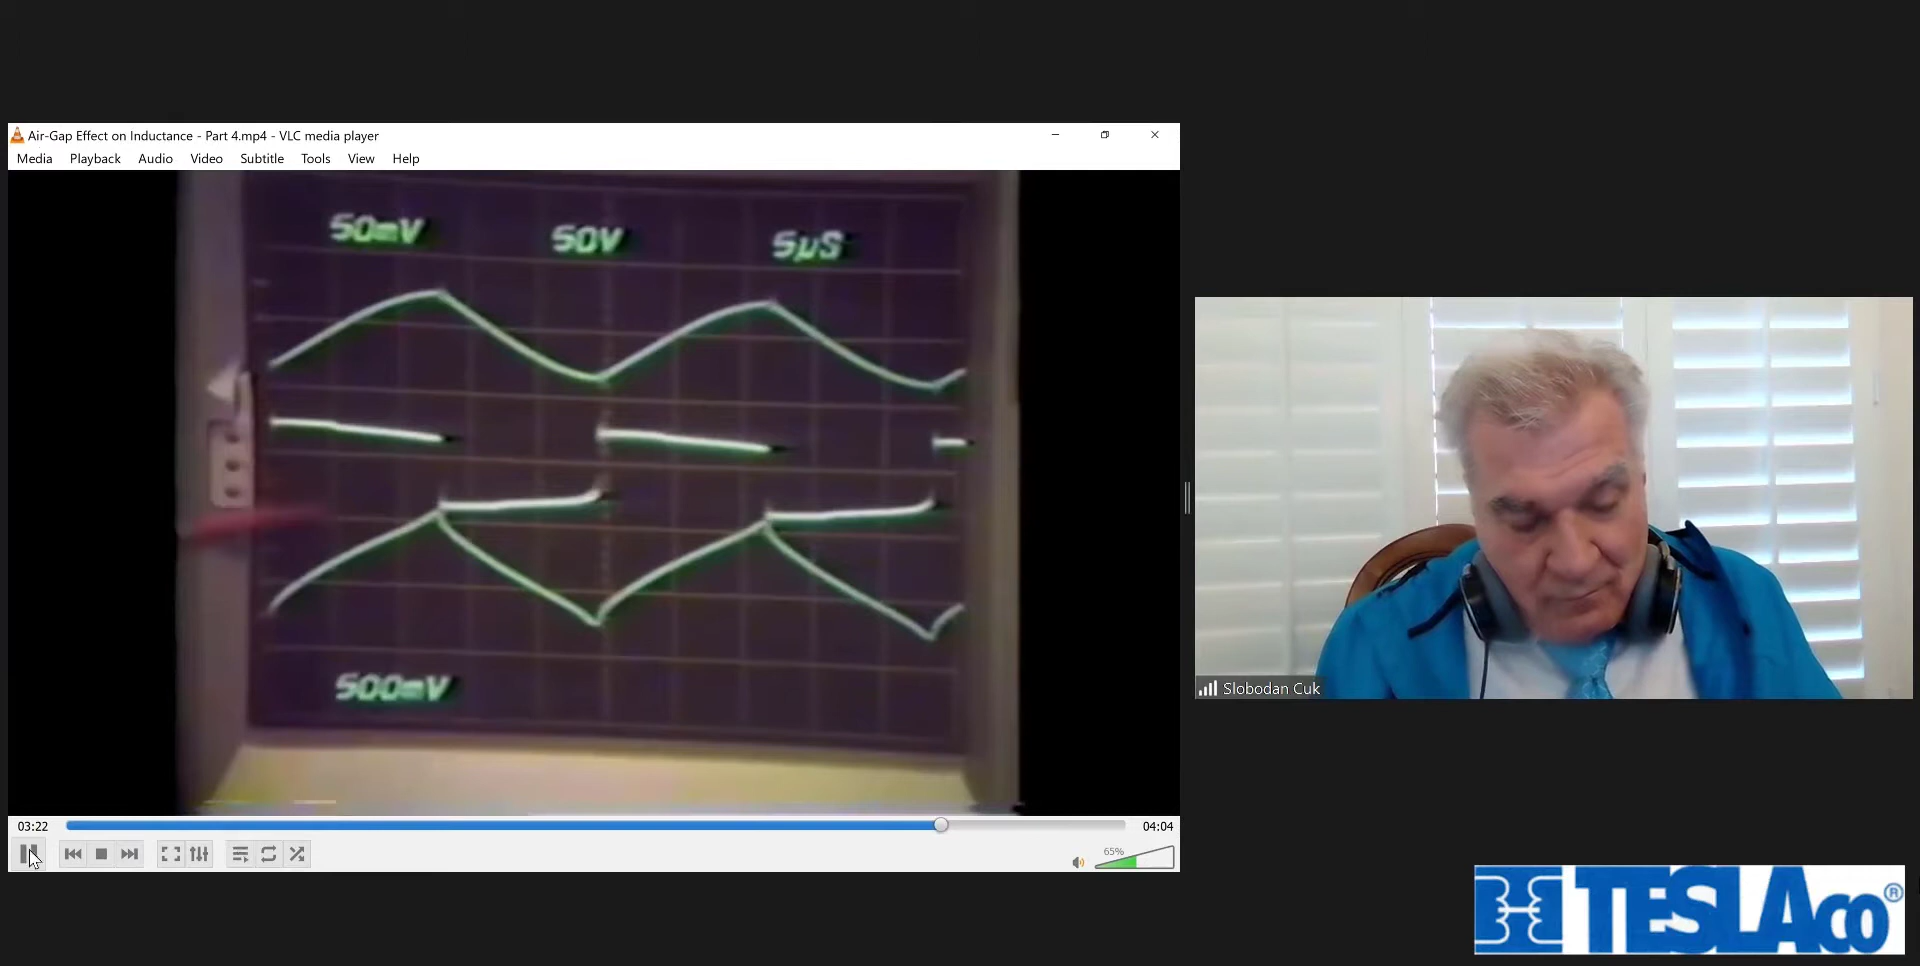 Air-Gap Effect on Inductance - Part 4.mp4 - VLC media player
Media Playback Audio Video Subtitle Tools View Help
50mV 50V 5µS
500mV
03:22
04:04
65%
Slobodan Cuk
TESLAco®